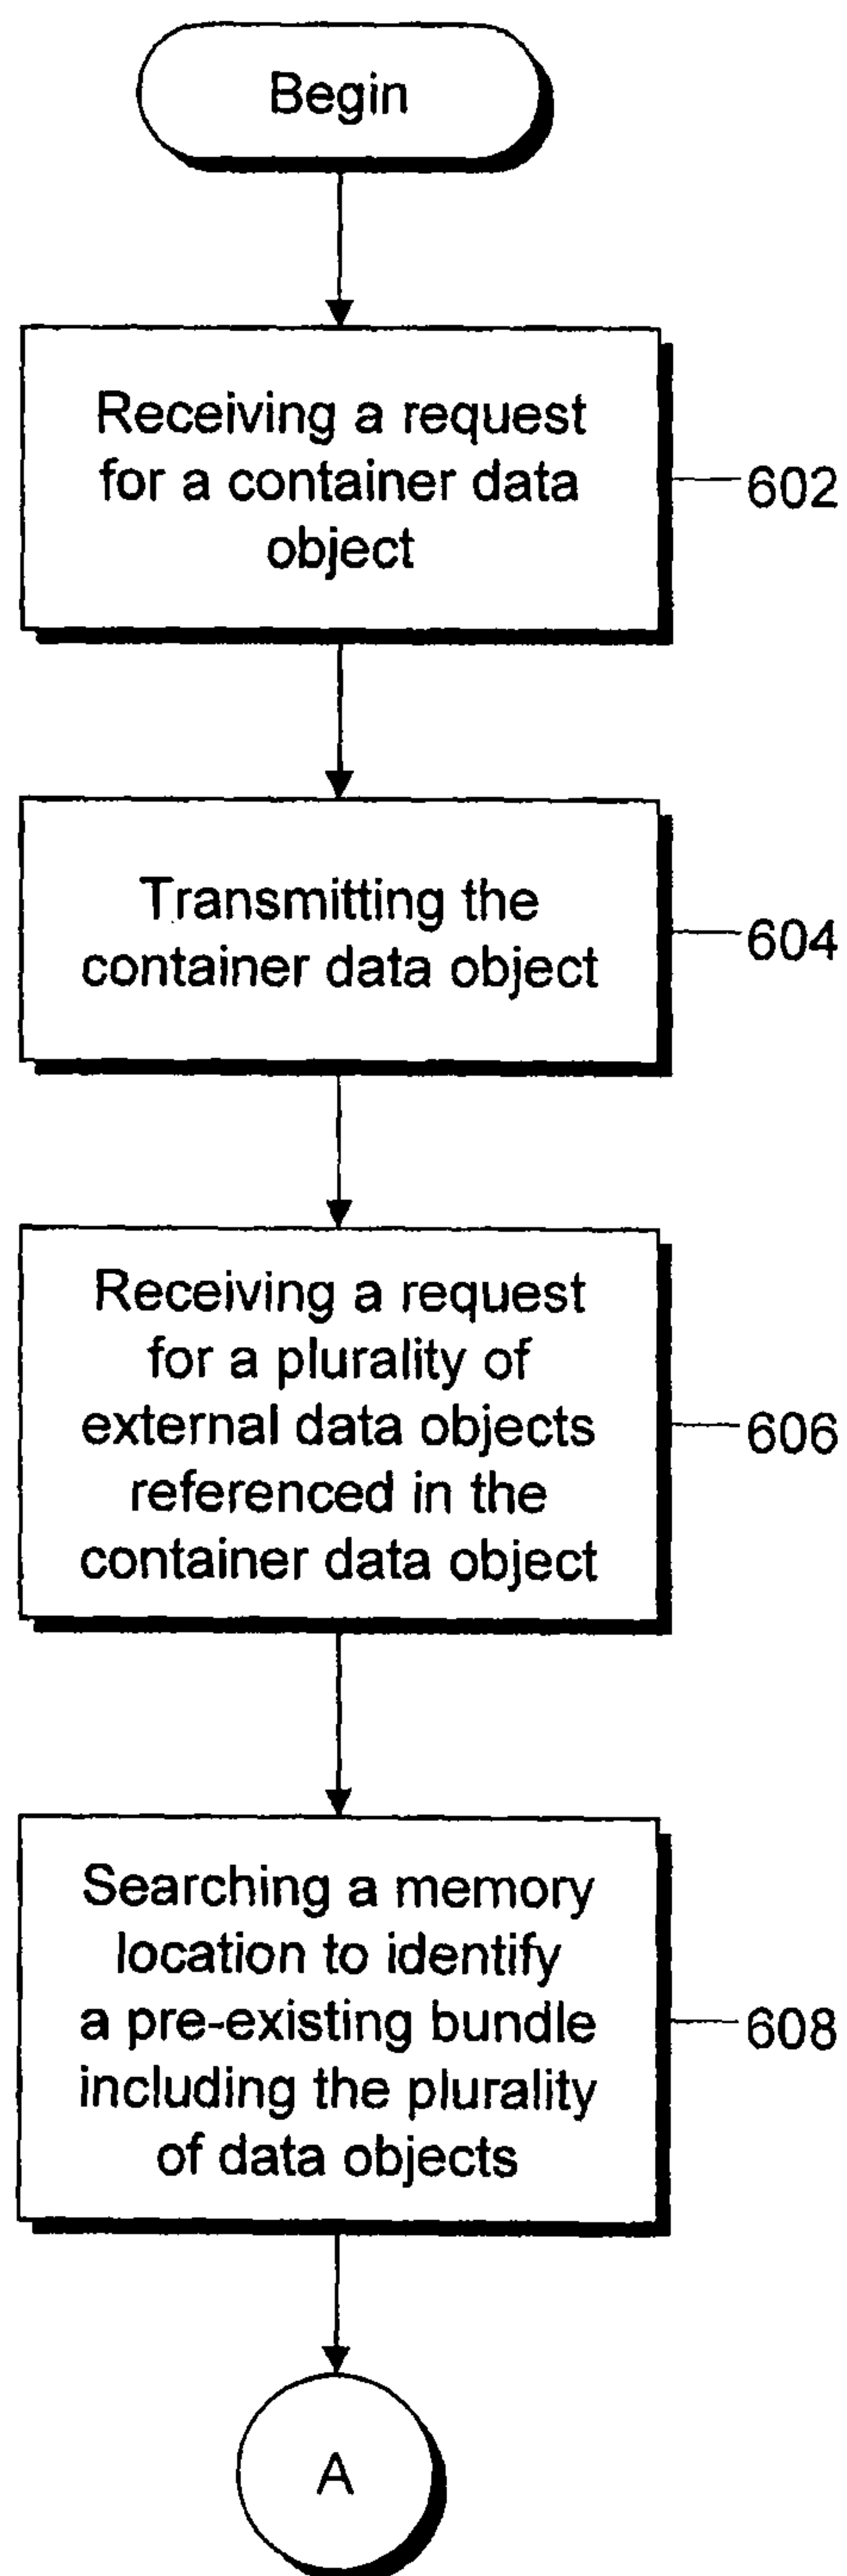 Begin
Receiving a request
for a container data
object
602
Transmitting the
container data object
604
Receiving a request
for a plurality of
external data objects
referenced in the
container data object
606
Searching a memory
location to identify
a pre-existing bundle
including the plurality
of data objects
608
A